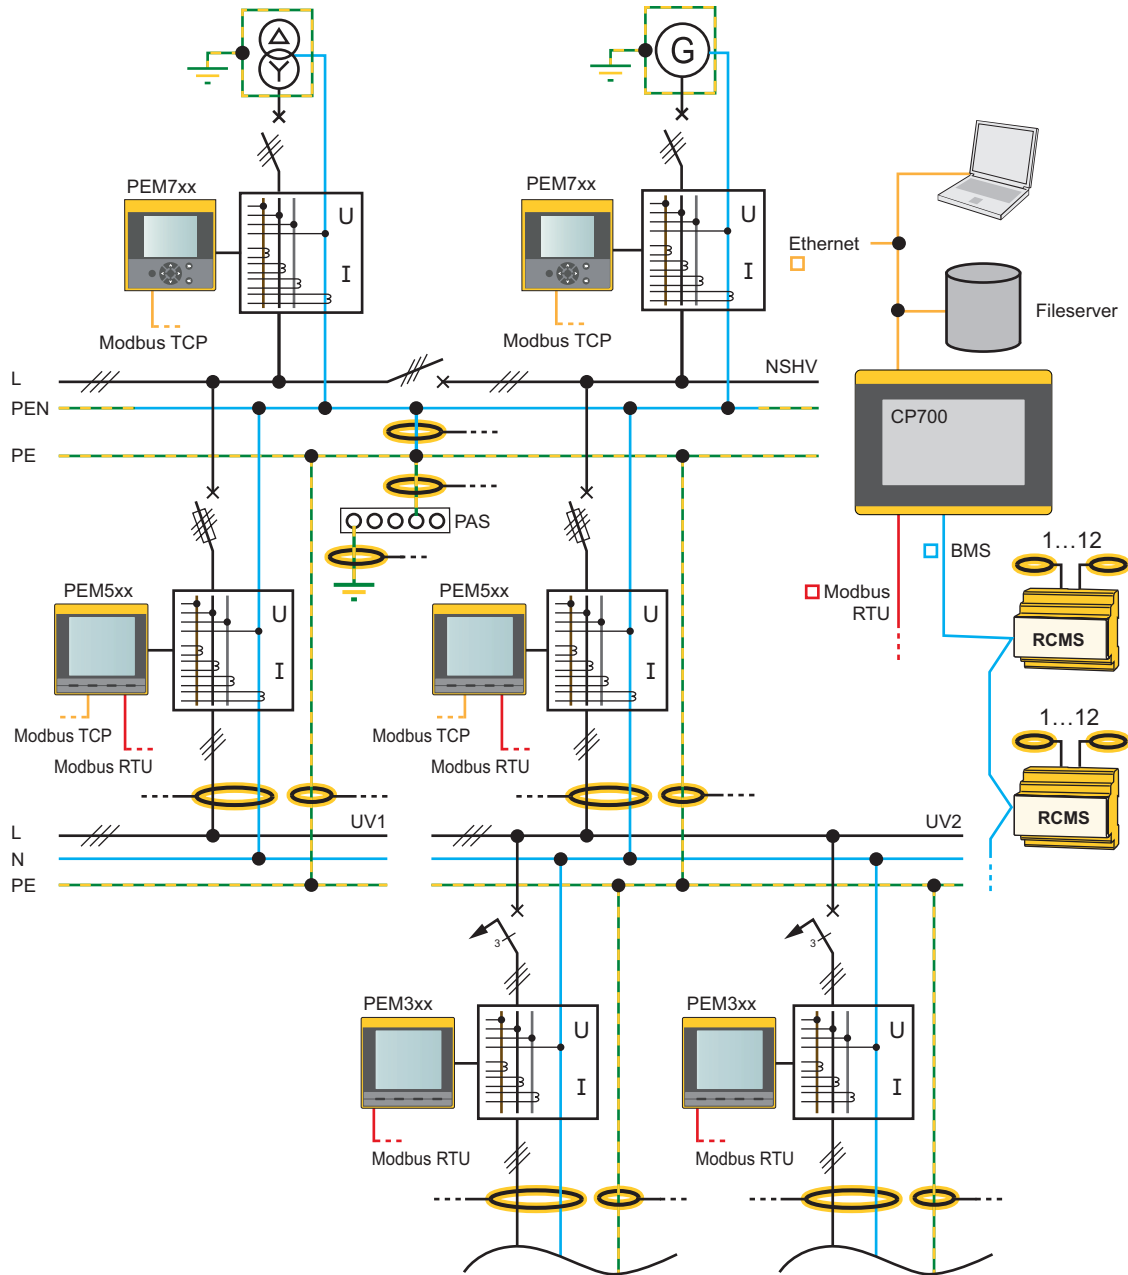 G
PEM7xx
U
I
Modbus TCP
PEM7xx
U
I
Modbus TCP
Ethernet
Fileserver
L
NSHV
PEN
PE
CP700
PAS
BMS
Modbus
RTU
1...12
RCMS
1...12
RCMS
PEM5xx
U
I
Modbus TCP
Modbus RTU
PEM5xx
U
I
Modbus TCP
Modbus RTU
L
UV1
UV2
N
PE
3
3
PEM3xx
U
I
Modbus RTU
PEM3xx
U
I
Modbus RTU